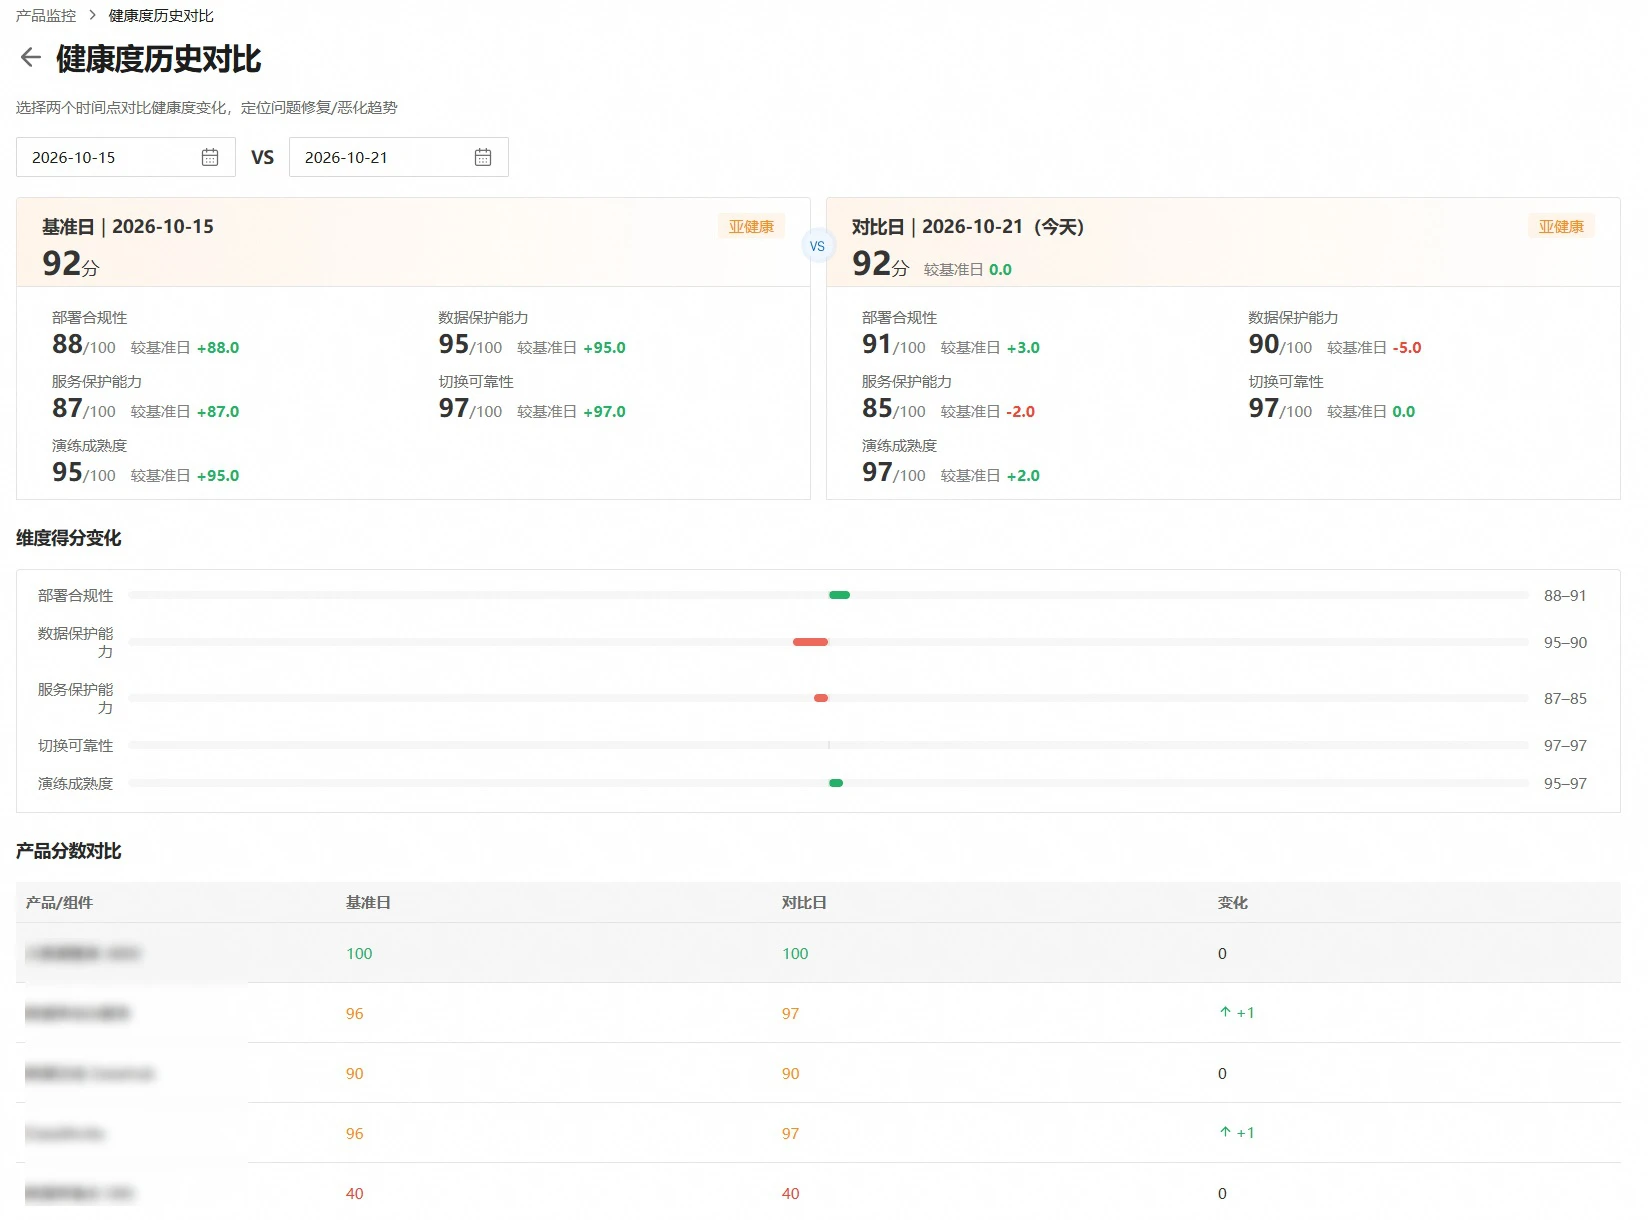 产品监控 > 健康度历史对比
← 健康度历史对比
选择两个时间点对比健康度变化，定位问题修复/恶化趋势
2026-10-15 VS 2026-10-21
基准日 | 2026-10-15 亚健康
92分
部署合规性 数据保护能力
88/100 较基准日 +88.0 95/100 较基准日 +95.0
服务保护能力 切换可靠性
87/100 较基准日 +87.0 97/100 较基准日 +97.0
演练成熟度
95/100 较基准日 +95.0
VS
对比日 | 2026-10-21（今天） 亚健康
92分 较基准日 0.0
部署合规性 数据保护能力
91/100 较基准日 +3.0 90/100 较基准日 -5.0
服务保护能力 切换可靠性
85/100 较基准日 -2.0 97/100 较基准日 0.0
演练成熟度
97/100 较基准日 +2.0
维度得分变化
部署合规性 88–91
数据保护能
力 95–90
服务保护能
力 87–85
切换可靠性 97–97
演练成熟度 95–97
产品分数对比
产品/组件 基准日 对比日 变化
100 100 0
96 97 ↑ +1
90 90 0
96 97 ↑ +1
40 40 0